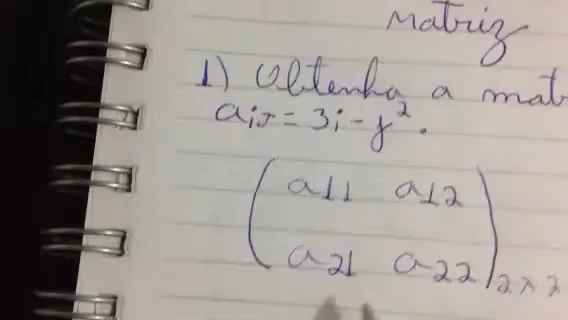 Matriz
1) Obtenha a mat
aij = 3i - j².
a11 a12
a21 a22 2x2